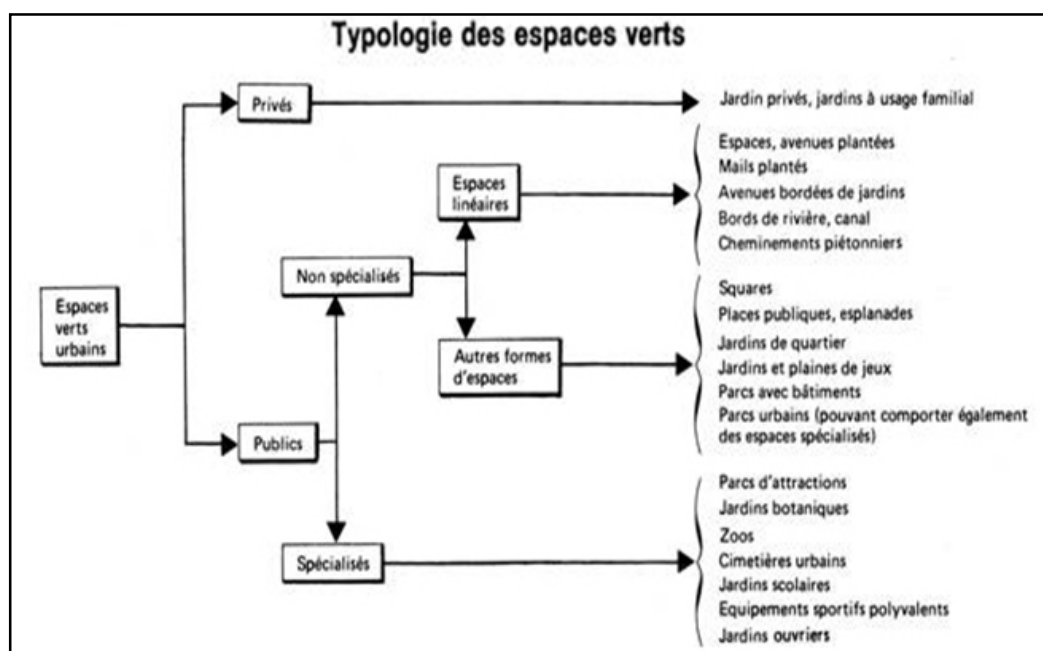 Typologie des espaces verts
Privés
Jardin privés, jardins à usage familial
Espaces
linéaires
Espaces, avenues plantées
Mails plantés
Avenues bordées de jardins
Bords de rivière, canal
Cheminements piétonniers
Non spécialisés
Espaces
verts
urbains
Autres formes
d'espaces
Squares
Places publiques, esplanades
Jardins de quartier
Jardins et plaines de jeux
Parcs avec bâtiments
Parcs urbains (pouvant comporter également
des espaces spécialisés)
Publics
Spécialisés
Parcs d'attractions
Jardins botaniques
Zoos
Cimetières urbains
Jardins scolaires
Equipements sportifs polyvalents
Jardins ouvriers